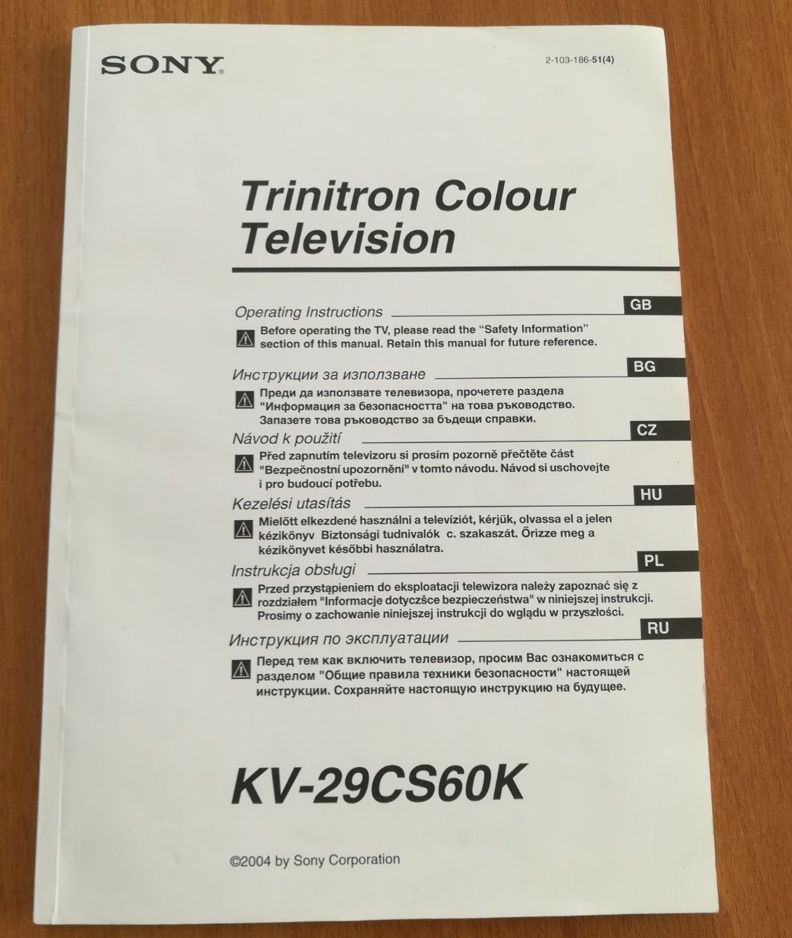 SONY®
2-103-186-51(4)
Trinitron Colour
Television
Operating Instructions
GB
Before operating the TV, please read the “Safety Information”
section of this manual. Retain this manual for future reference.
Инструкции за използване
BG
Преди да използвате телевизора, прочетете раздела
"Информация за безопасността" на това ръководство.
Запазете това ръководство за бъдещи справки.
Návod k použití
CZ
Před zapnutím televizoru si prosím pozorně přečtěte část
"Bezpečnostní upozornění" v tomto návodu. Návod si uschovejte
i pro budoucí potřebu.
Kezelési utasítás
HU
Mielőtt elkezdené használni a televíziót, kérjük, olvassa el a jelen
kézikönyv Biztonsági tudnivalók c. szakaszát. Őrizze meg a
kézikönyvet későbbi használatra.
Instrukcja obsługi
PL
Przed przystąpieniem do eksploatacji telewizora należy zapoznać się z
rozdziałem "Informacje dotyczšce bezpieczeństwa" w niniejszej instrukcji.
Prosimy o zachowanie niniejszej instrukcji do wglądu w przyszłości.
Инструкция по эксплуатации
RU
Перед тем как включить телевизор, просим Вас ознакомиться с
разделом "Общие правила техники безопасности" настоящей
инструкции. Сохраняйте настоящую инструкцию на будущее.
KV-29CS60K
©2004 by Sony Corporation